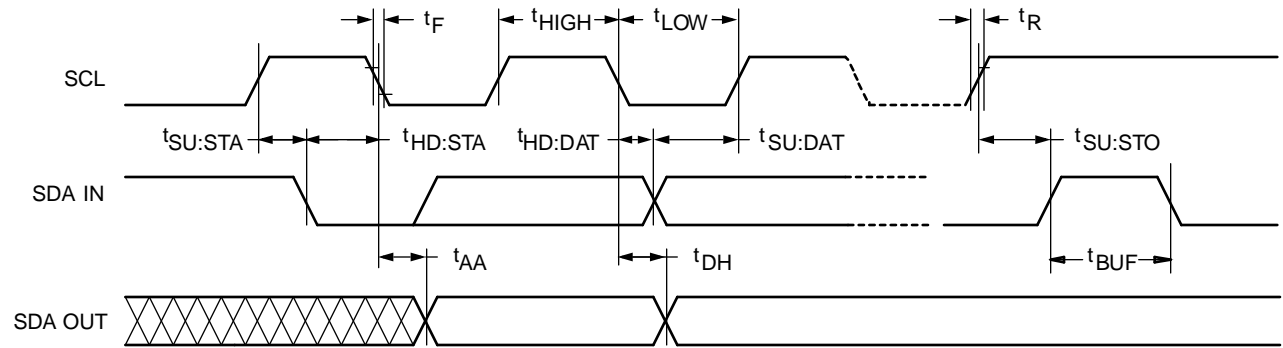 tF
tHIGH
tLOW
tR
SCL
tSU:STA
tHD:STA
tHD:DAT
tSU:DAT
tSU:STO
SDA IN
tAA
tDH
tBUF
SDA OUT